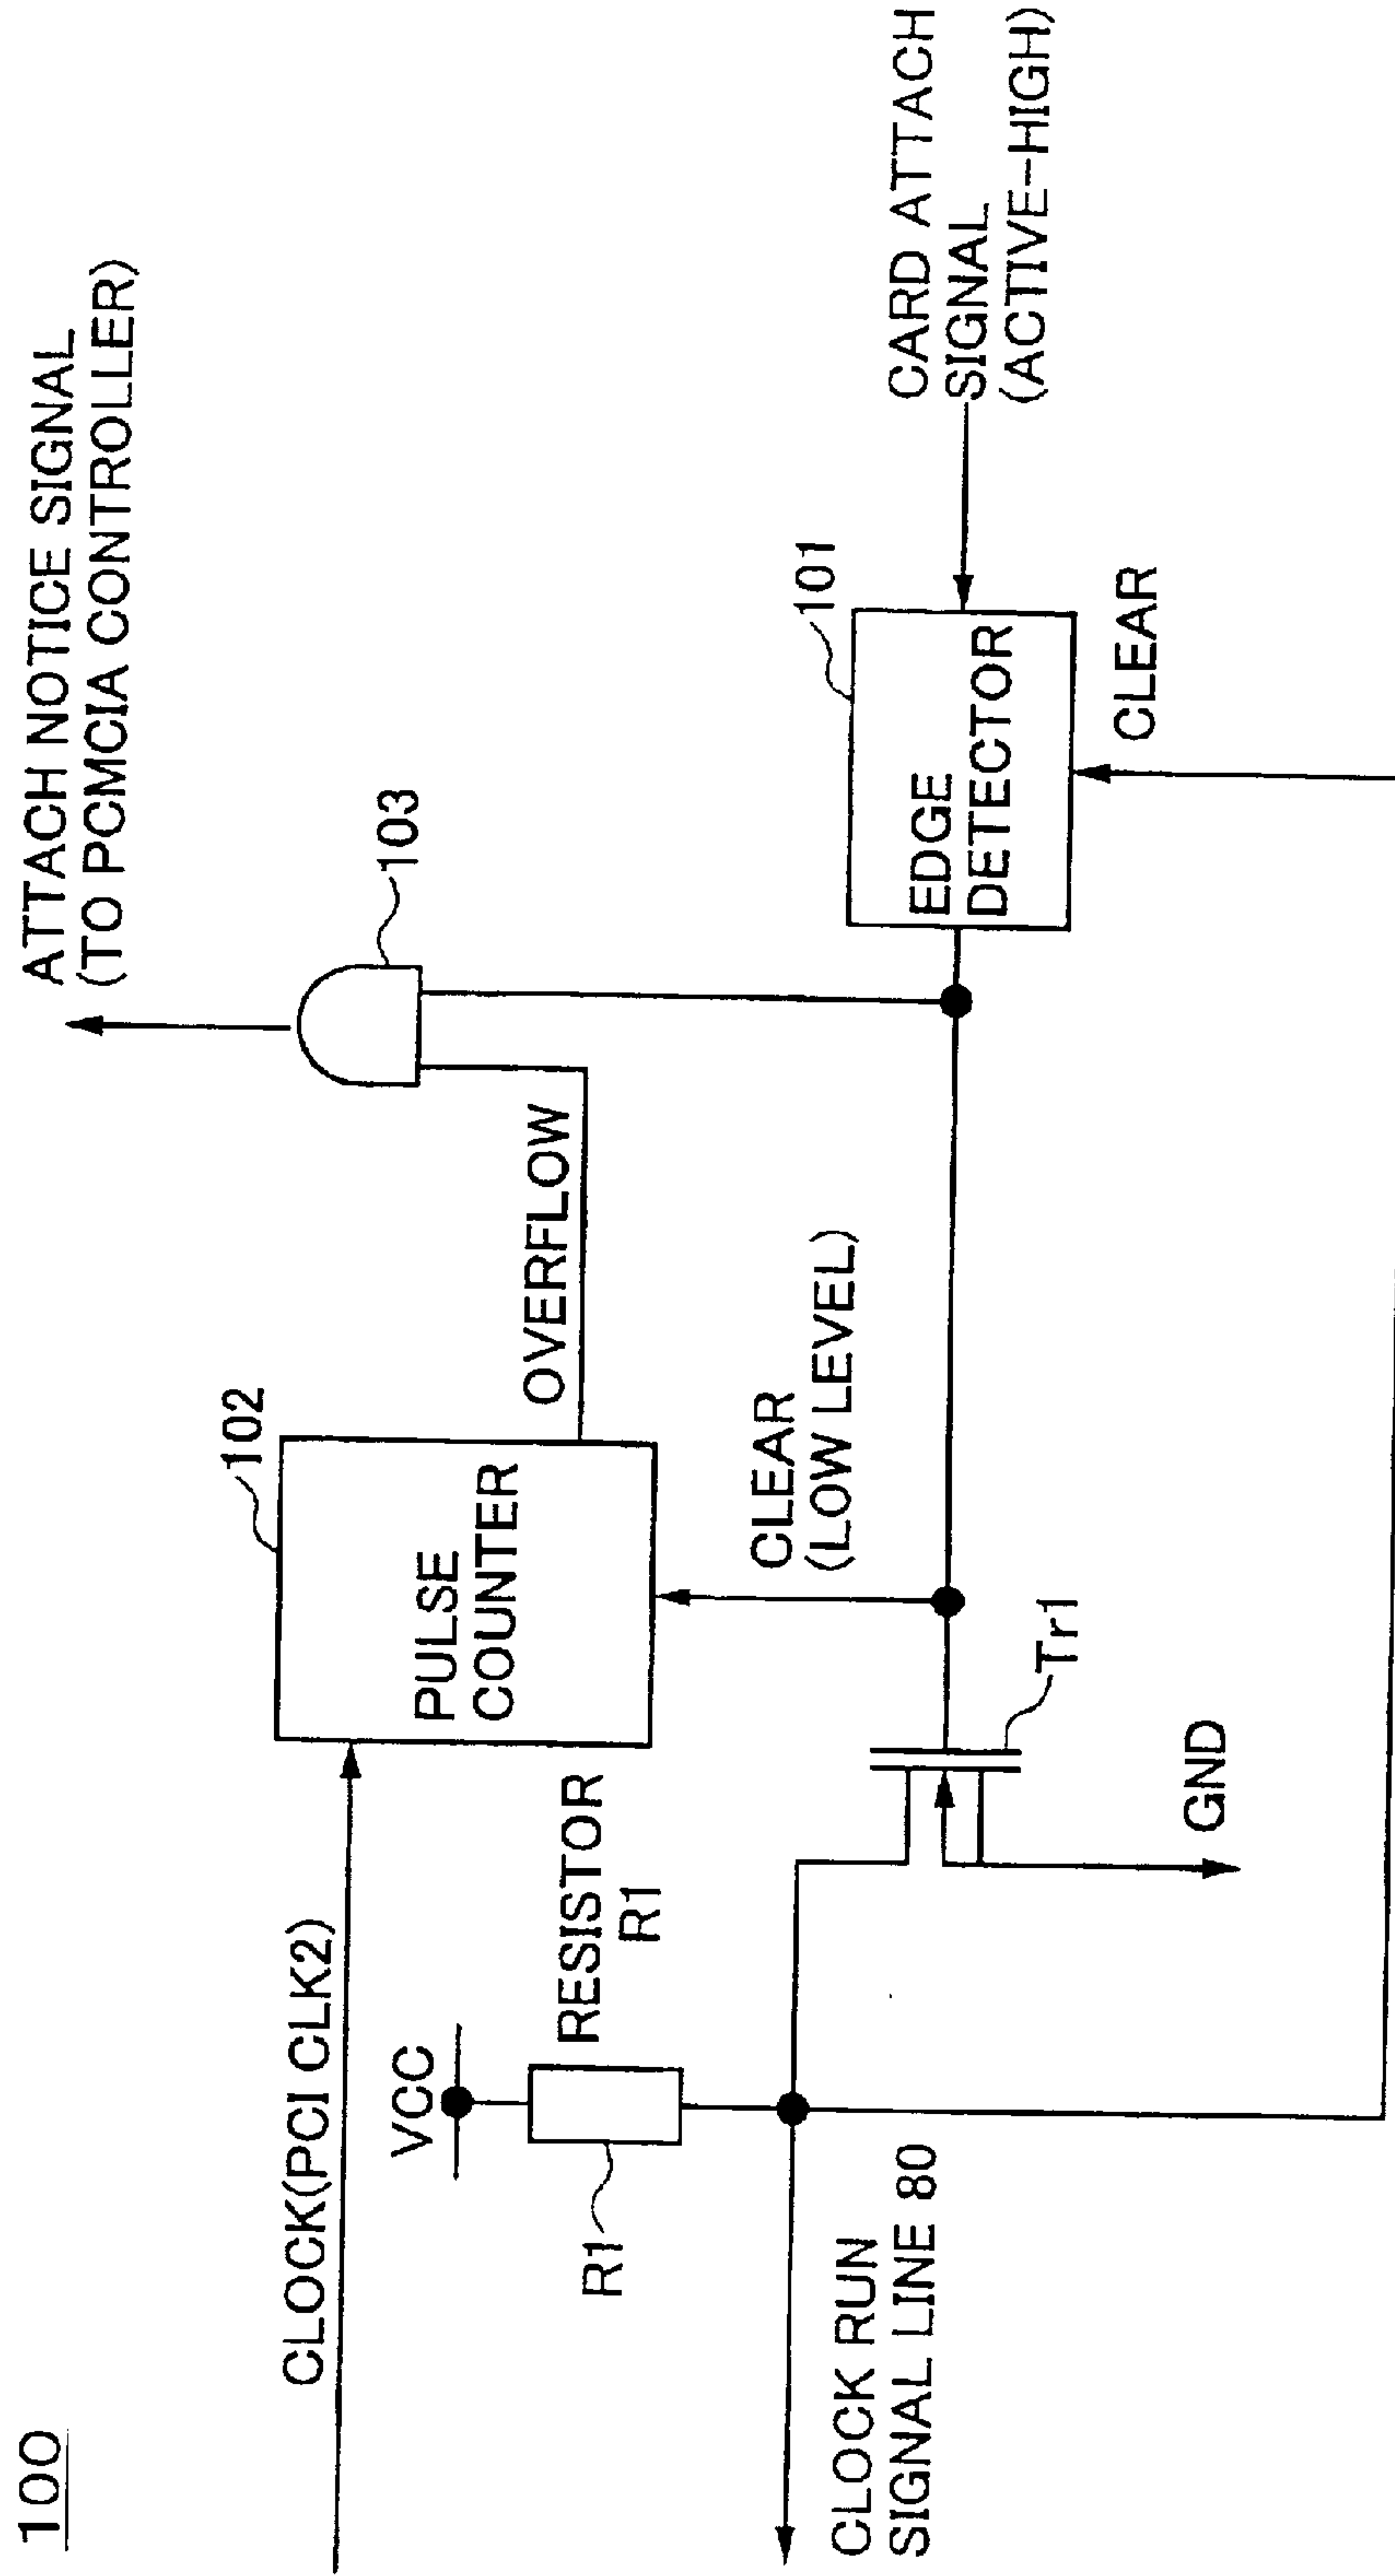 100
ATTACH NOTICE SIGNAL
(TO PCMCIA CONTROLLER)
CLOCK(PCI CLK2)
102
103
PULSE
COUNTER
OVERFLOW
VCC
RESISTOR
R1
R1
CLEAR
(LOW LEVEL)
101
EDGE
DETECTOR
CARD ATTACH
SIGNAL
(ACTIVE-HIGH)
CLOCK RUN
SIGNAL LINE 80
Tr1
GND
CLEAR